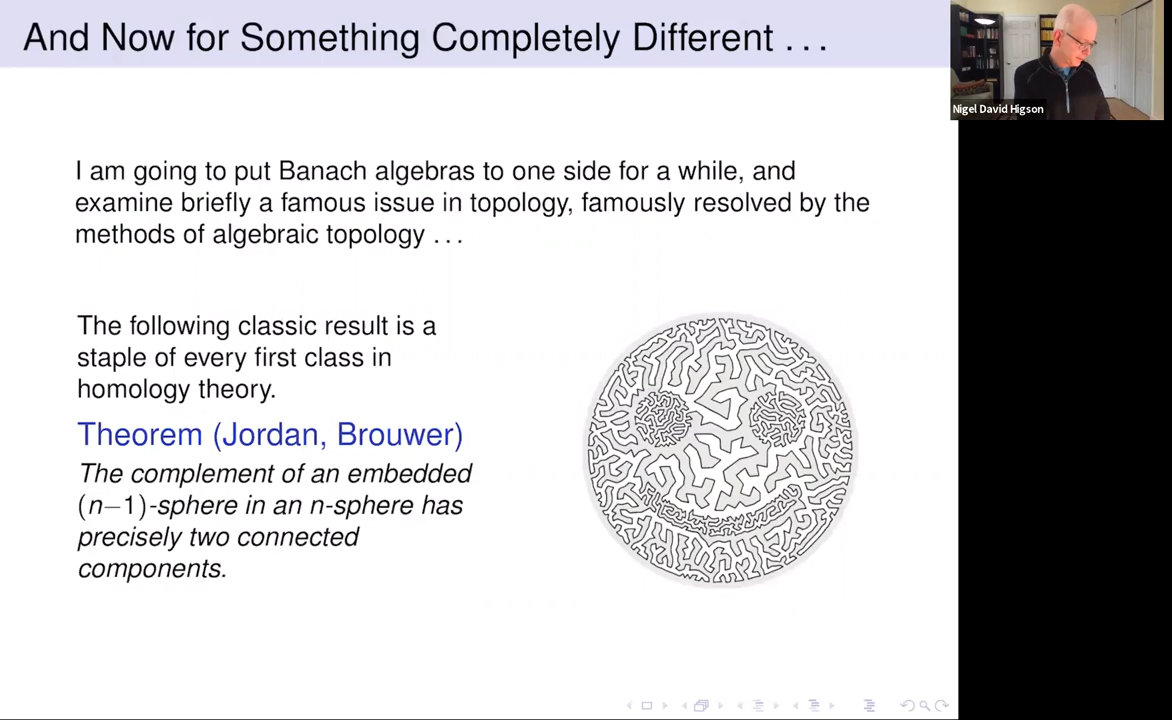 And Now for Something Completely Different . . .
Nigel David Higson
I am going to put Banach algebras to one side for a while, and
examine briefly a famous issue in topology, famously resolved by the
methods of algebraic topology . . .
The following classic result is a
staple of every first class in
homology theory.
Theorem (Jordan, Brouwer)
The complement of an embedded
(n−1)-sphere in an n-sphere has
precisely two connected
components.